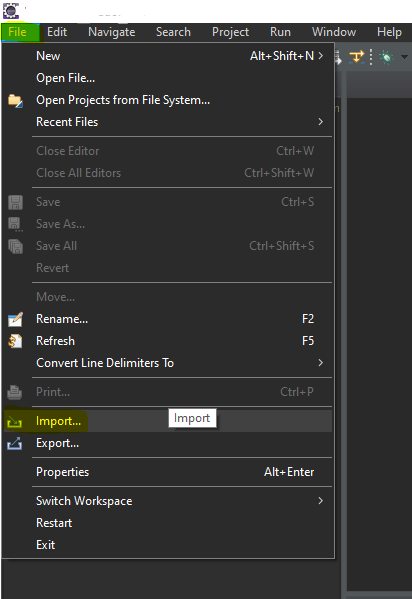 File Edit Navigate Search Project Run Window Help
New Alt+Shift+N
Open File...
Open Projects from File System...
Recent Files
Close Editor Ctrl+W
Close All Editors Ctrl+Shift+W
Save Ctrl+S
Save As...
Save All Ctrl+Shift+S
Revert
Move...
Rename... F2
Refresh F5
Convert Line Delimiters To
Print... Ctrl+P
Import... Import
Export...
Properties Alt+Enter
Switch Workspace
Restart
Exit